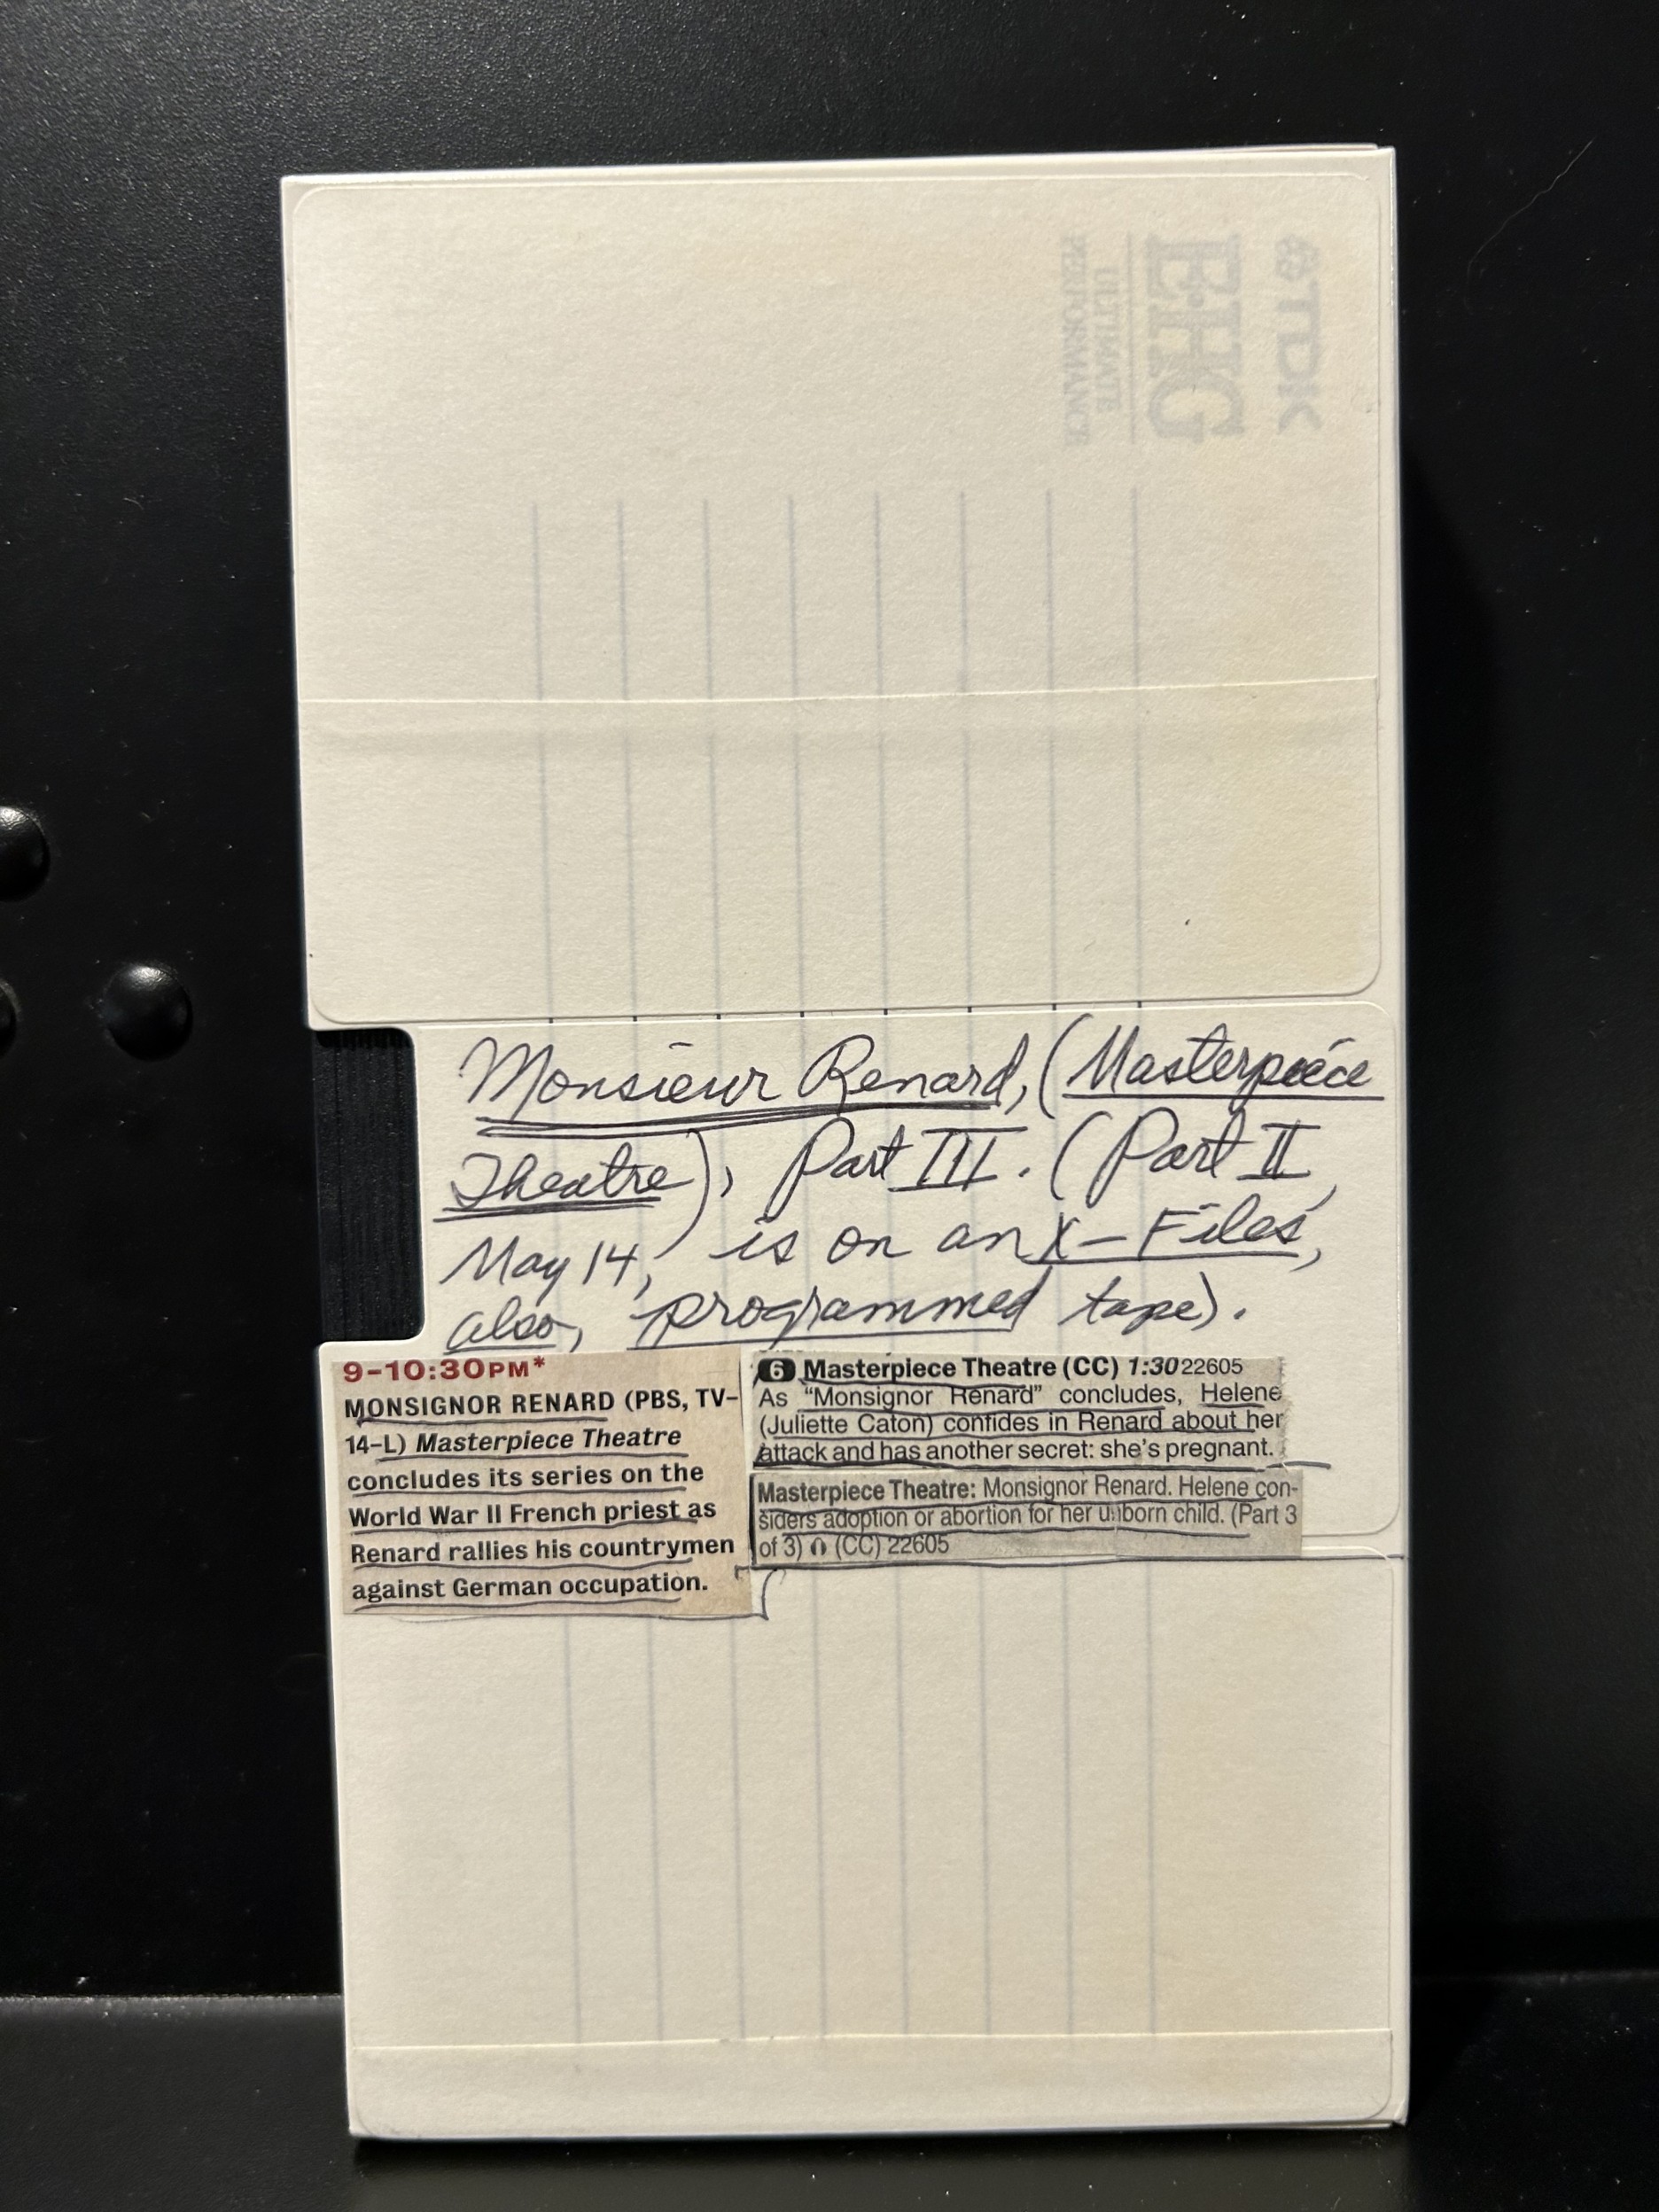 TDK
EHG
ULTIMATE
PERFORMANCE
Monsieur Renard, (Masterpiece
Theatre), Part III. (Part II,
May 14, is on an X-Files,
also, programmed tape).
9-10:30PM*
MONSIGNOR RENARD (PBS, TV-
14-L) Masterpiece Theatre
concludes its series on the
World War II French priest as
Renard rallies his countrymen
against German occupation.
6 Masterpiece Theatre (CC) 1:30 22605
As "Monsignor Renard" concludes, Helene
(Juliette Caton) confides in Renard about her
attack and has another secret: she's pregnant.
Masterpiece Theatre: Monsignor Renard. Helene con-
siders adoption or abortion for her unborn child. (Part 3
of 3) (CC) 22605